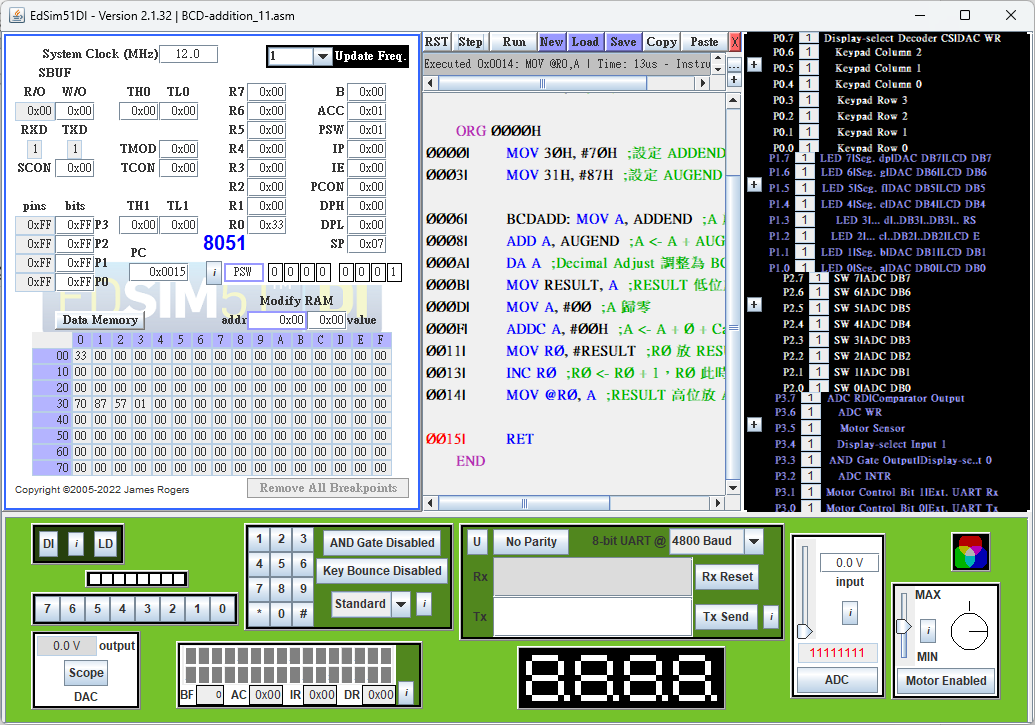 EdSim51DI - Version 2.1.32 | BCD-addition_11.asm
System Clock (MHz) 12.0
1 Update Freq.
SBUF
R/O W/O TH0 TL0 R7 0x00 B 0x00
0x00 0x00 0x00 0x00 R6 0x00 ACC 0x01
RXD TXD R5 0x00 PSW 0x01
1 1 TMOD 0x00 R4 0x00 IP 0x00
SCON 0x00 TCON 0x00 R3 0x00 IE 0x00
R2 0x00 PCON 0x00
pins bits TH1 TL1 R1 0x00 DPH 0x00
0xFF 0xFF P3 0x00 0x00 R0 0x33 DPL 0x00
0xFF 0xFF P2 8051 SP 0x07
0xFF 0xFF P1 PC
0x0015 i PSW 0 0 0 0 0 0 0 1
0xFF 0xFF P0
EDSIM51DI
Modify RAM
Data Memory addr 0x00 0x00 value
0 1 2 3 4 5 6 7 8 9 A B C D E F
00 33 00 00 00 00 00 00 00 00 00 00 00 00 00 00 00
10 00 00 00 00 00 00 00 00 00 00 00 00 00 00 00 00
20 00 00 00 00 00 00 00 00 00 00 00 00 00 00 00 00
30 70 87 57 01 00 00 00 00 00 00 00 00 00 00 00 00
40 00 00 00 00 00 00 00 00 00 00 00 00 00 00 00 00
50 00 00 00 00 00 00 00 00 00 00 00 00 00 00 00 00
60 00 00 00 00 00 00 00 00 00 00 00 00 00 00 00 00
70 00 00 00 00 00 00 00 00 00 00 00 00 00 00 00 00
Copyright ©2005-2022 James Rogers Remove All Breakpoints
RST Step Run New Load Save Copy Paste X
Executed 0x0014: MOV @R0,A | Time: 13us - Instru
...
+
ORG 0000H
0000| MOV 30H, #70H ;設定 ADDEND
0003| MOV 31H, #87H ;設定 AUGEND
0006| BCDADD: MOV A, ADDEND ;A
0008| ADD A, AUGEND ;A <- A + AUG
000A| DA A ;Decimal Adjust 調整為 BC
000B| MOV RESULT, A ;RESULT 低位
000D| MOV A, #00 ;A 歸零
000F| ADDC A, #00H ;A <- A + 0 + Ca
0011| MOV R0, #RESULT ;R0 放 RES
0013| INC R0 ;R0 <- R0 + 1，R0 此時
0014| MOV @R0, A ;RESULT 高位放
0015| RET
END
P0.7 1 Display-select Decoder CS|DAC WR
P0.6 1 Keypad Column 2
+ P0.5 1 Keypad Column 1
P0.4 1 Keypad Column 0
P0.3 1 Keypad Row 3
P0.2 1 Keypad Row 2
P0.1 1 Keypad Row 1
P0.0 1 Keypad Row 0
P1.7 1 LED 7|Seg. dp|DAC DB7|LCD DB7
P1.6 1 LED 6|Seg. g|DAC DB6|LCD DB6
+ P1.5 1 LED 5|Seg. f|DAC DB5|LCD DB5
P1.4 1 LED 4|Seg. e|DAC DB4|LCD DB4
P1.3 1 LED 3|... d|..DB3|..DB3|.. RS
P1.2 1 LED 2|... c|..DB2|..DB2|LCD E
P1.1 1 LED 1|Seg. b|DAC DB1|LCD DB1
P1.0 1 LED 0|Seg. a|DAC DB0|LCD DB0
P2.7 1 SW 7|ADC DB7
P2.6 1 SW 6|ADC DB6
+ P2.5 1 SW 5|ADC DB5
P2.4 1 SW 4|ADC DB4
P2.3 1 SW 3|ADC DB3
P2.2 1 SW 2|ADC DB2
P2.1 1 SW 1|ADC DB1
P2.0 1 SW 0|ADC DB0
P3.7 1 ADC RD|Comparator Output
P3.6 1 ADC WR
+ P3.5 1 Motor Sensor
P3.4 1 Display-select Input 1
P3.3 1 AND Gate Output|Display-se..t 0
P3.2 1 ADC INTR
P3.1 1 Motor Control Bit 1|Ext. UART Rx
P3.0 1 Motor Control Bit 0|Ext. UART Tx
DI i LD
7 6 5 4 3 2 1 0
0.0 V output
Scope
DAC
1 2 3 AND Gate Disabled
4 5 6 Key Bounce Disabled
7 8 9
* 0 # Standard i
BF 0 AC 0x00 IR 0x00 DR 0x00 i
U No Parity 8-bit UART @ 4800 Baud
Rx Rx Reset
Tx Tx Send i
8.8.8.8.
0.0 V
input
i
11111111
ADC
MAX
i
MIN
Motor Enabled